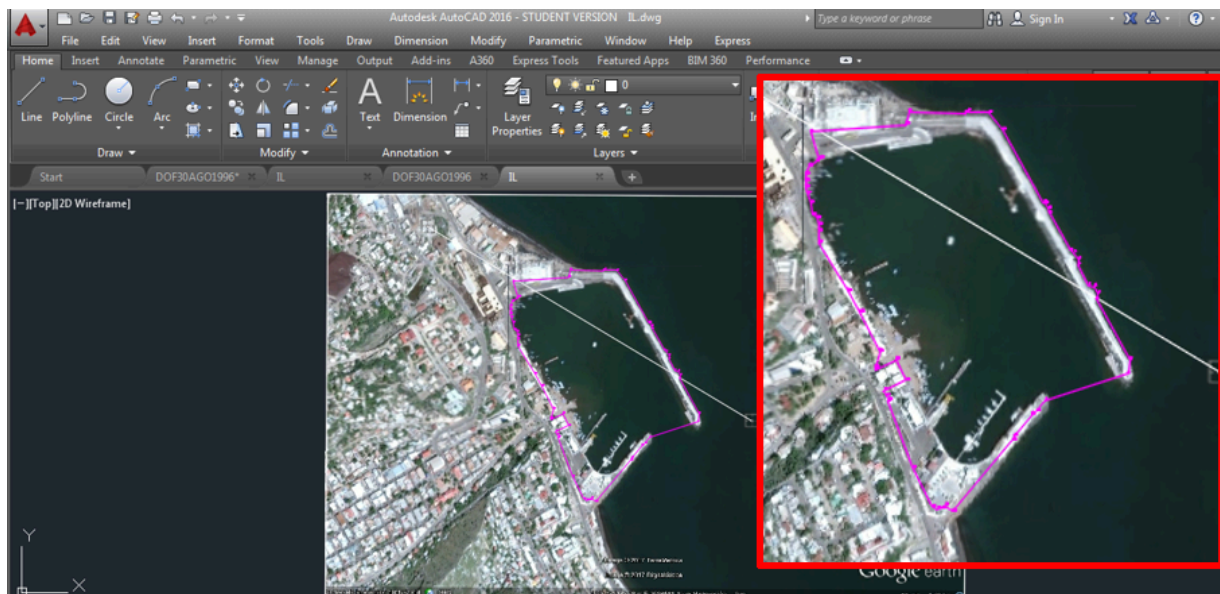 Autodesk AutoCAD 2016 - STUDENT VERSION IL.dwg
Type a keyword or phrase
Sign In
File Edit View Insert Format Tools Draw Dimension Modify Parametric Window Help Express
Home Insert Annotate Parametric View Manage Output Add-ins A360 Express Tools Featured Apps BIM 360 Performance
0
Line Polyline Circle Arc Text Dimension Layer Properties
Draw Modify Annotation Layers
Start DOF30AGO1996* IL DOF30AGO1996 IL
[−][Top][2D Wireframe]
Y
X
Google earth